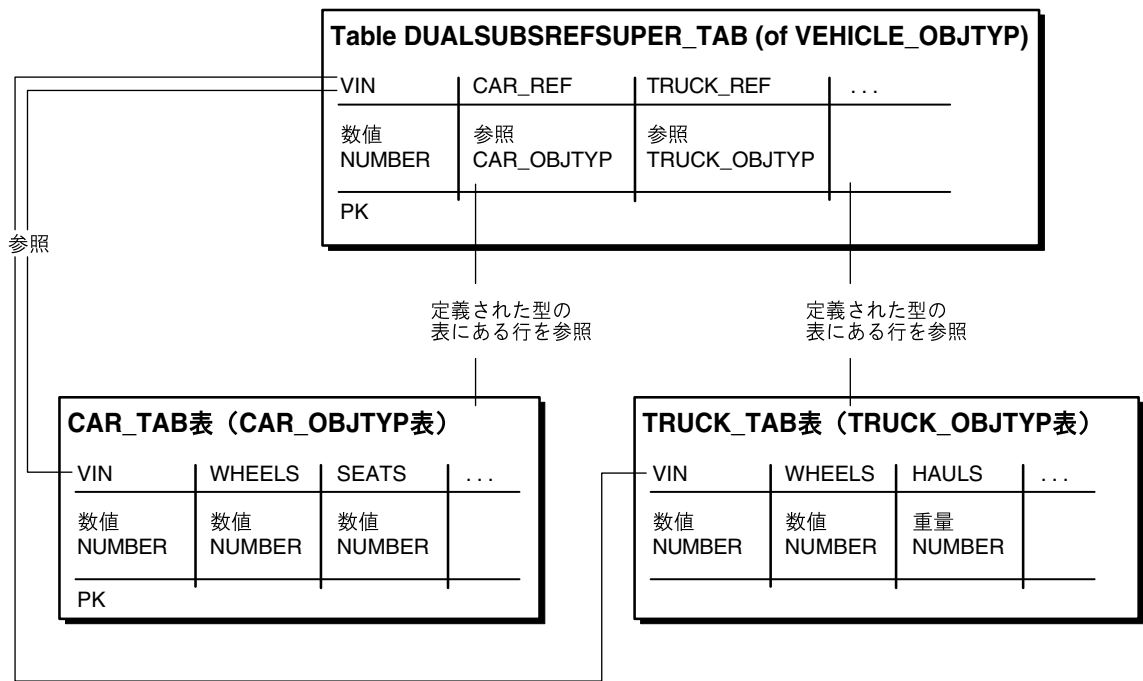 Table DUALSUBSREFSUPER_TAB (of VEHICLE_OBJTYP)
VIN CAR_REF TRUCK_REF ...
数値 参照 参照
NUMBER CAR_OBJTYP TRUCK_OBJTYP
PK
参照
定義された型の
表にある行を参照
定義された型の
表にある行を参照
CAR_TAB表（CAR_OBJTYP表）
VIN WHEELS SEATS ...
数値 数値 数値
NUMBER NUMBER NUMBER
PK
TRUCK_TAB表（TRUCK_OBJTYP表）
VIN WHEELS HAULS ...
数値 数値 重量
NUMBER NUMBER NUMBER